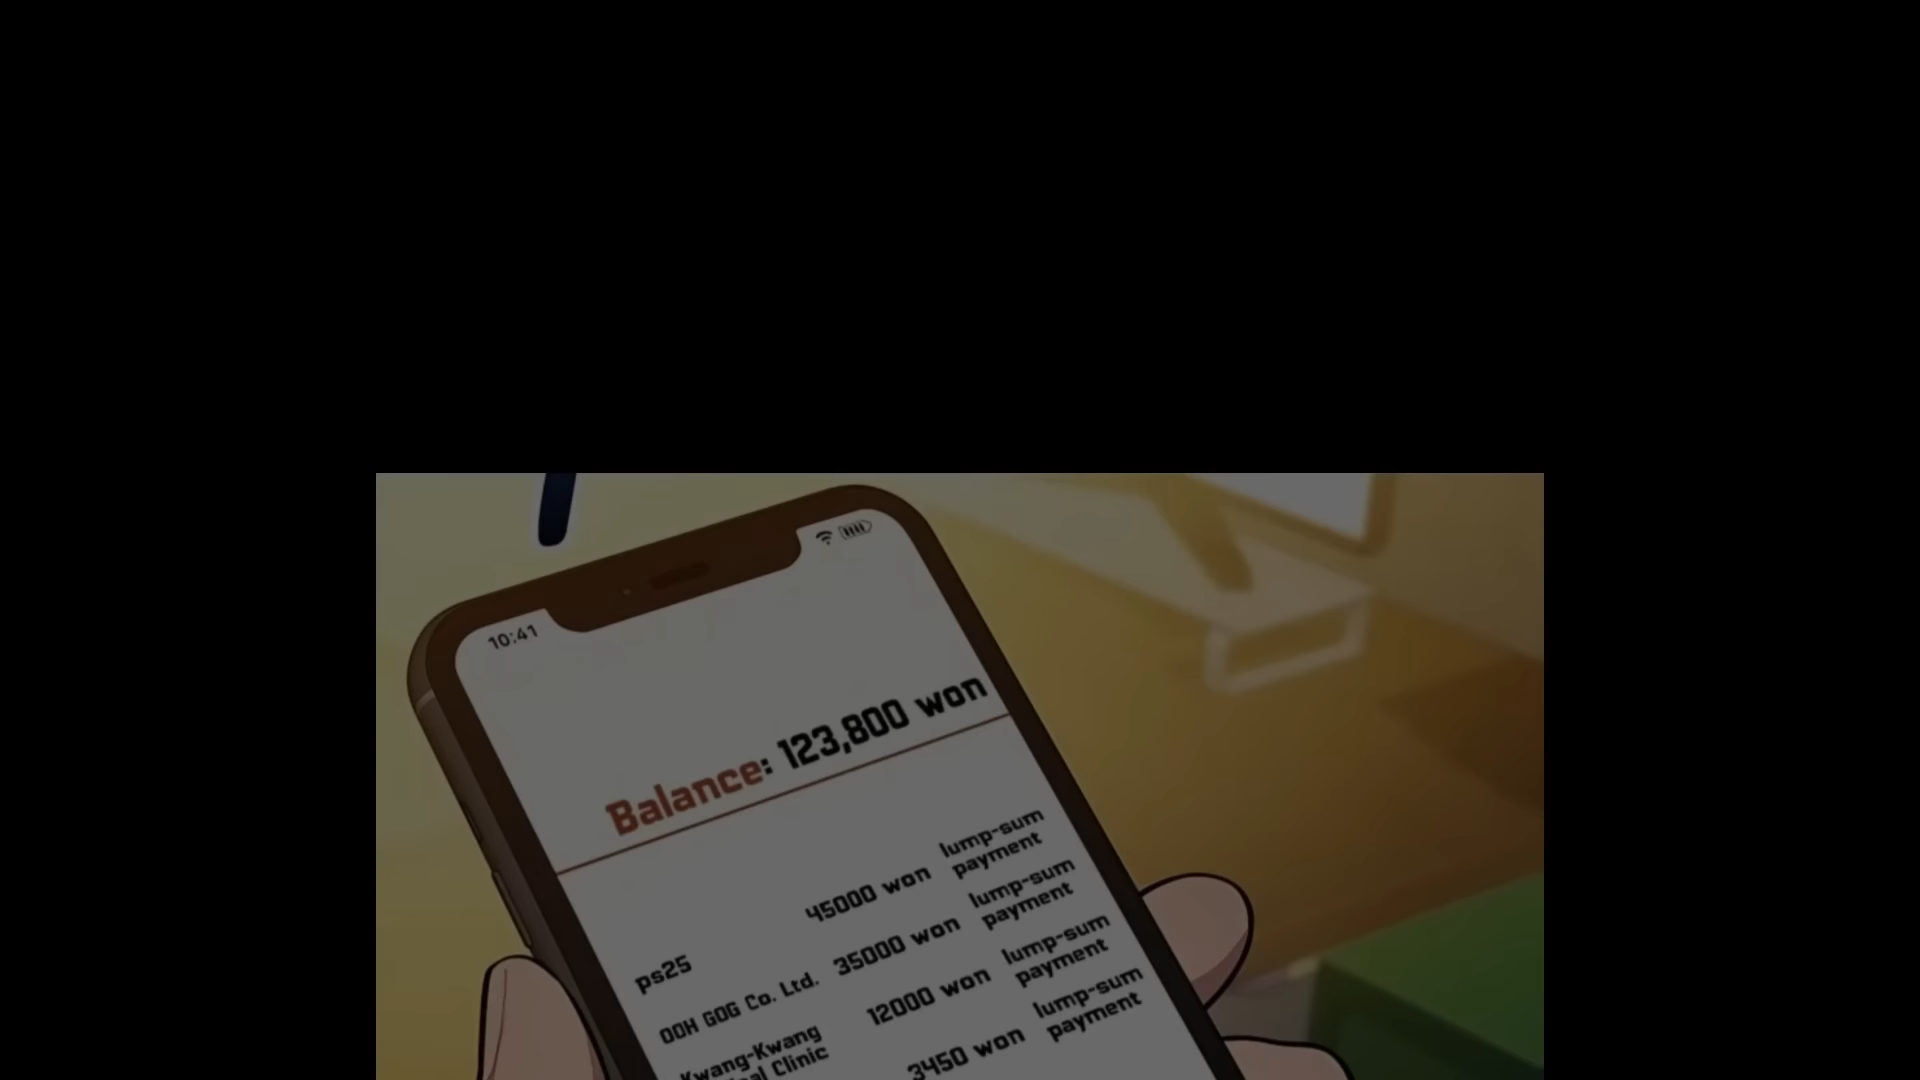 10:41
Balance: 123,800 won
ps25 45000 won lump-sum payment
OOH GOG Co. Ltd. 35000 won lump-sum payment
Kwang-Kwang Clinic 12000 won lump-sum payment
3450 won lump-sum payment